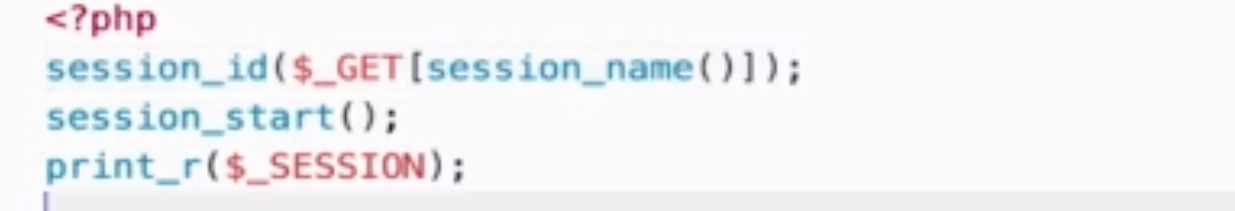 <?php
session_id($_GET[session_name()]);
session_start();
print_r($_SESSION);